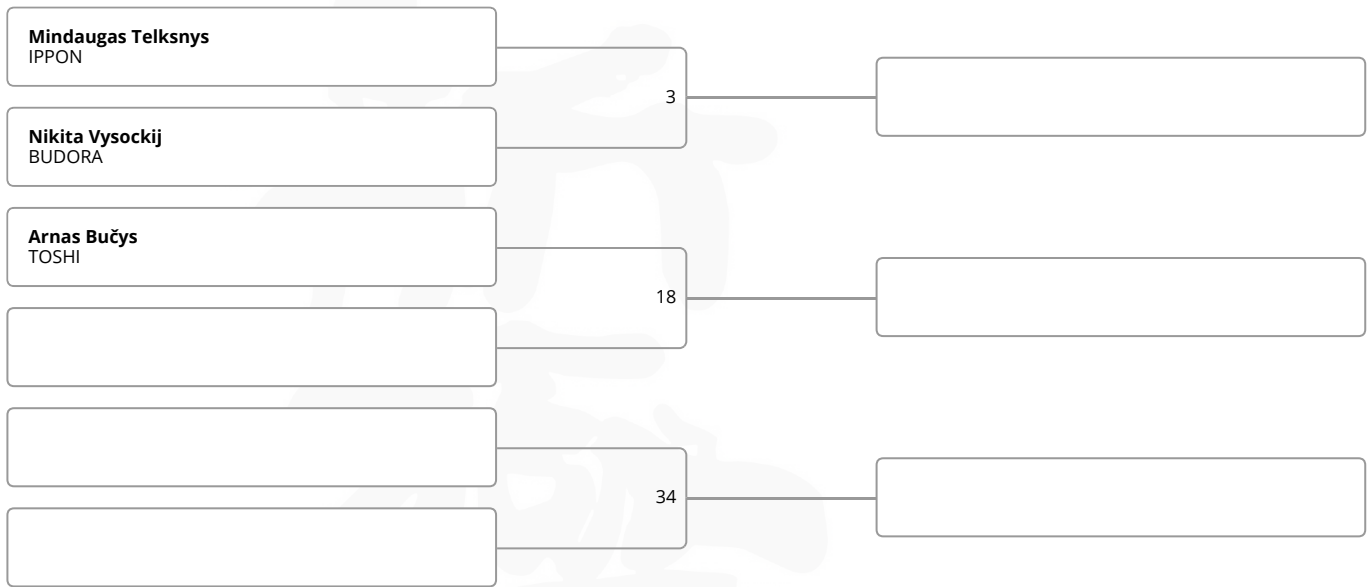 Mindaugas Telksnys
IPPON
3
Nikita Vysockij
BUDORA
Arnas Bučys
TOSHI
18
34